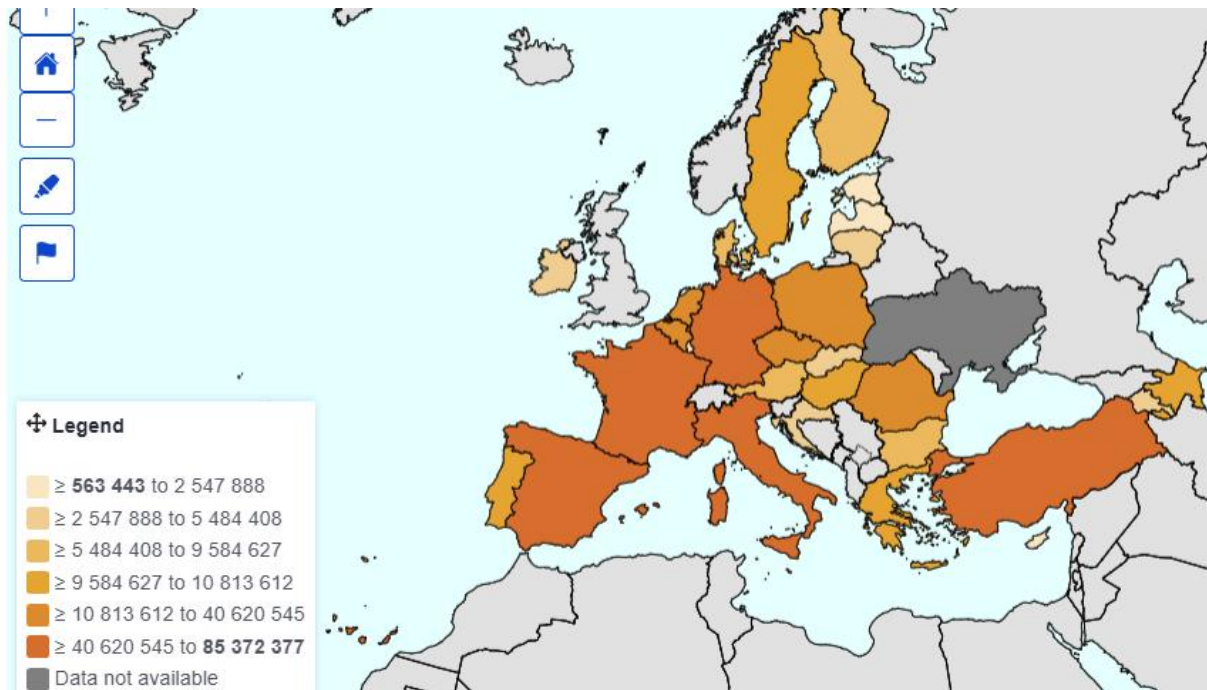 Legend
≥ 563 443 to 2 547 888
≥ 2 547 888 to 5 484 408
≥ 5 484 408 to 9 584 627
≥ 9 584 627 to 10 813 612
≥ 10 813 612 to 40 620 545
≥ 40 620 545 to 85 372 377
Data not available